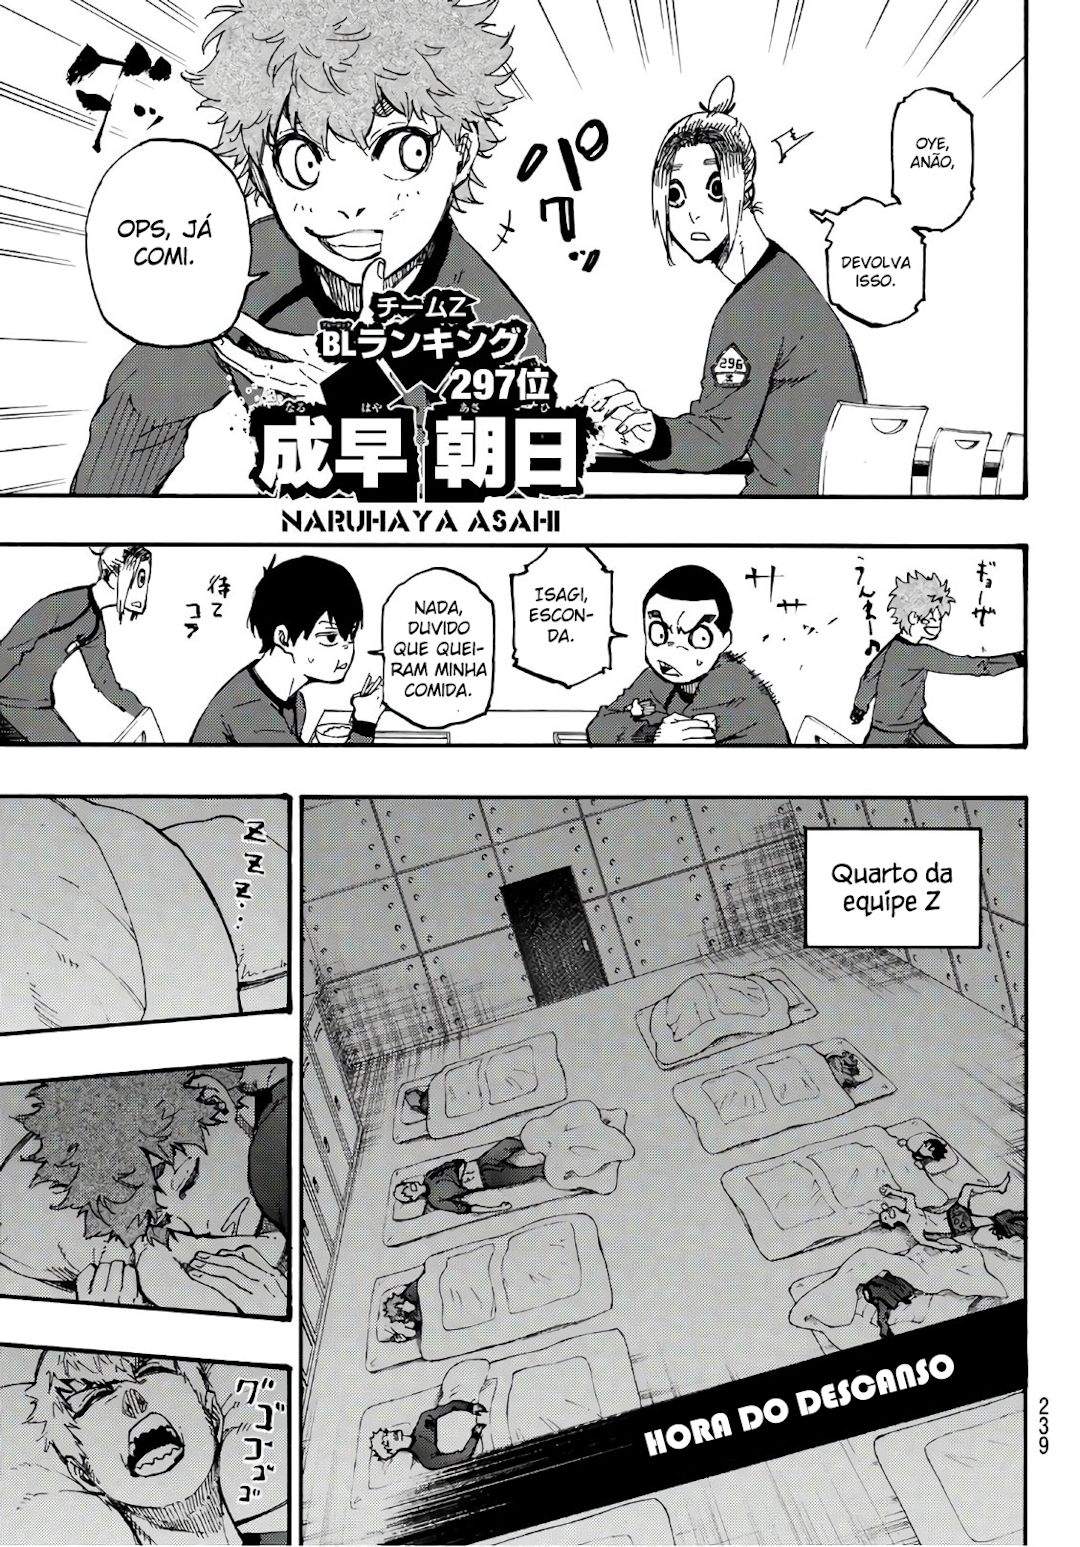 OYE,
ANÃO,
DEVOLVA
ISSO.
パク
OPS, JÁ
COMI.
296
Z
チームZ
BLランキング
297位
なる はや あさ ひ
成早 朝日
NARUHAYA ASAHI
ギョーザ
うんめー♪
ササ
ISAGI,
ESCON-
DA.
NADA,
DUVIDO
QUE QUEI-
RAM MINHA
COMIDA.
待て
コラ
Quarto da
equipe Z
HORA DO DESCANSO
Z
Z
Z...
グゴゴゴゴ
239